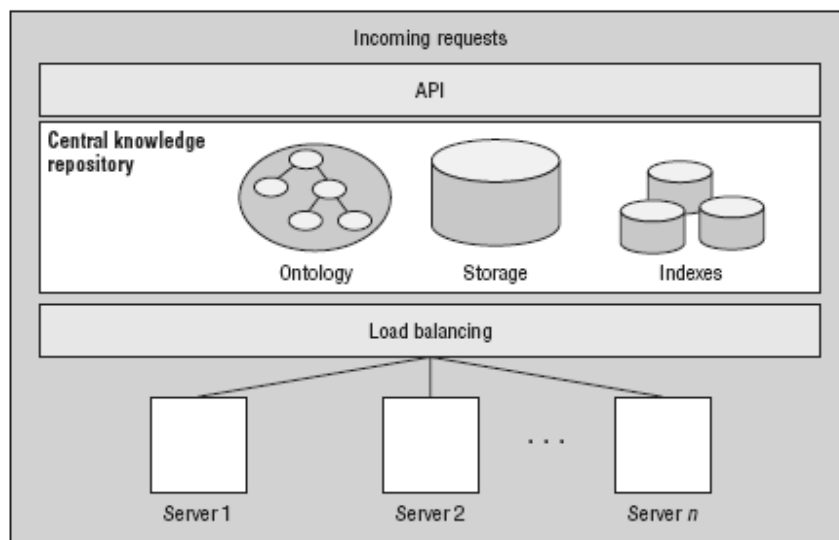 Incoming requests
API
Central knowledge
repository
Ontology
Storage
Indexes
Load balancing
. . .
Server 1
Server 2
Server n